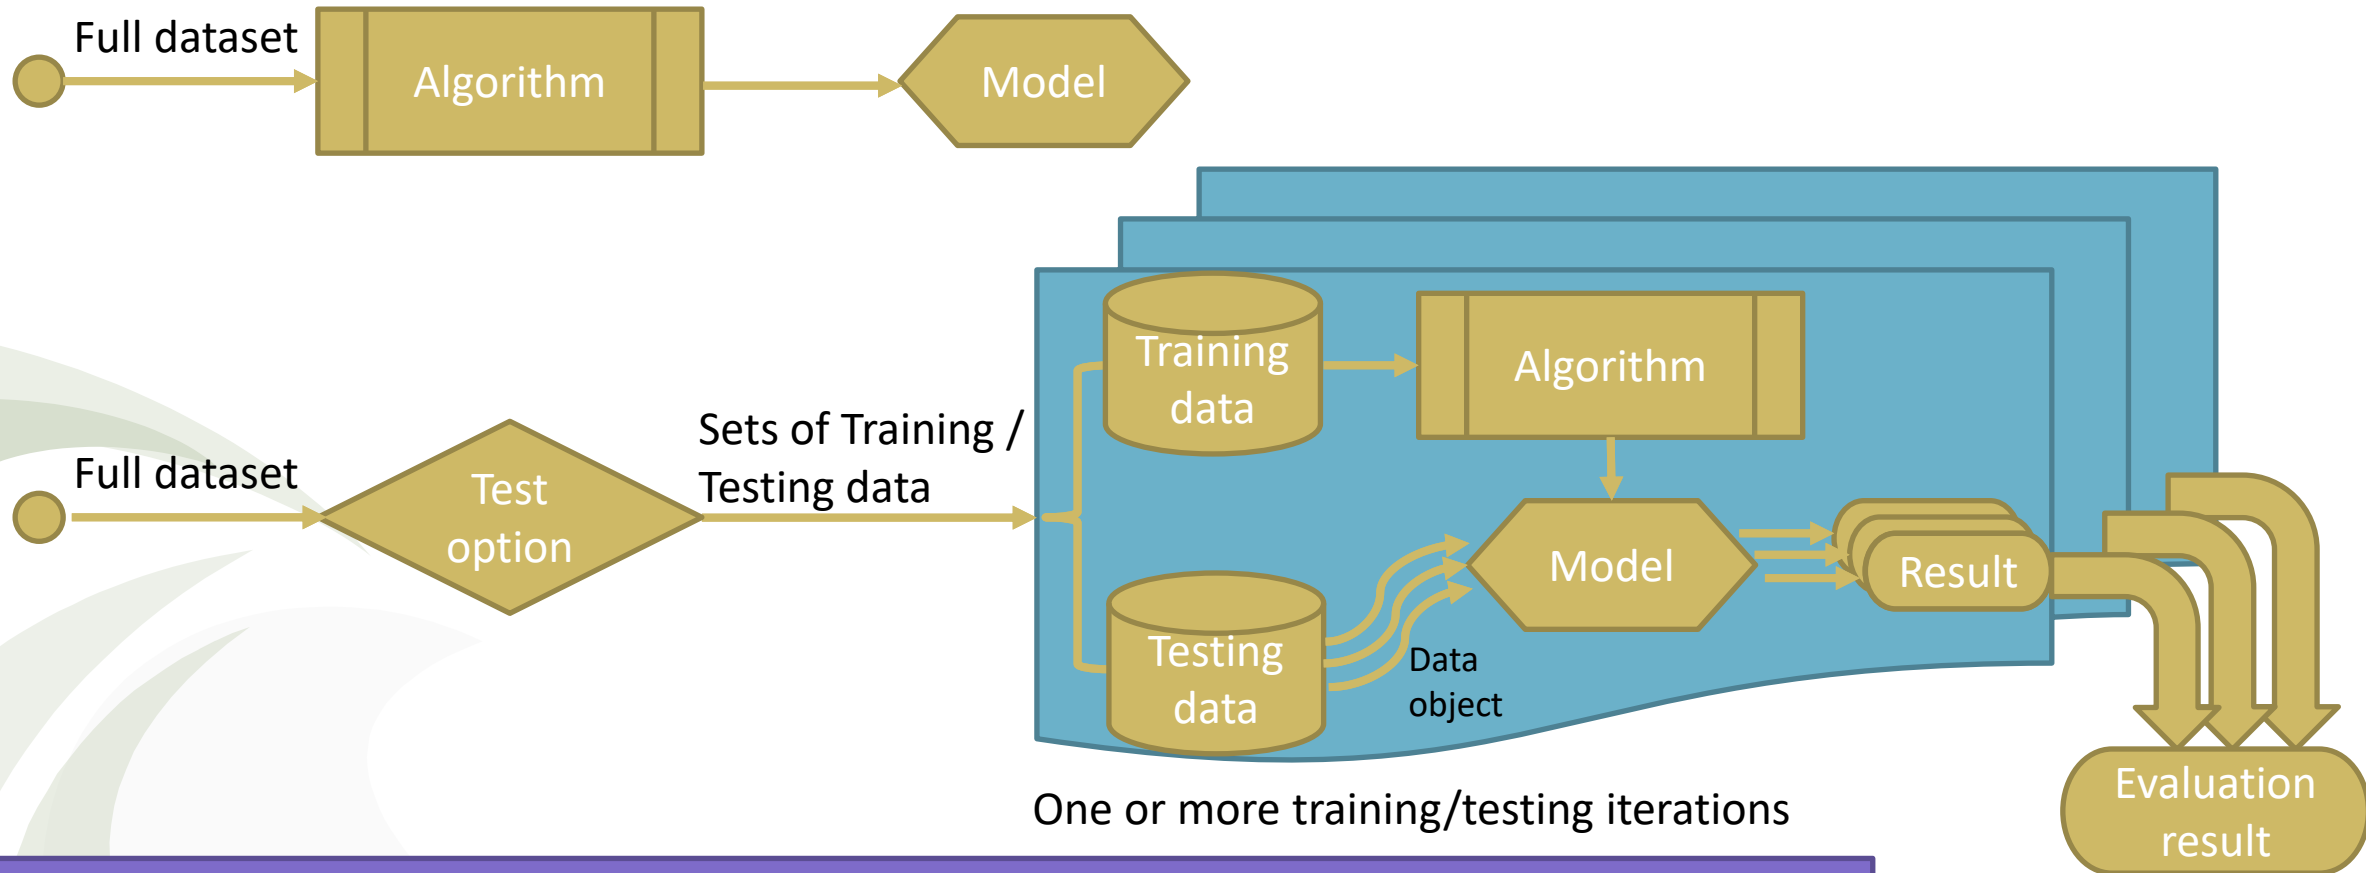 Full dataset
Algorithm
Model
Training
data
Algorithm
Sets of Training /
Testing data
Full dataset
Test
option
Model
Result
Testing
data
Data
object
One or more training/testing iterations
Evaluation
result